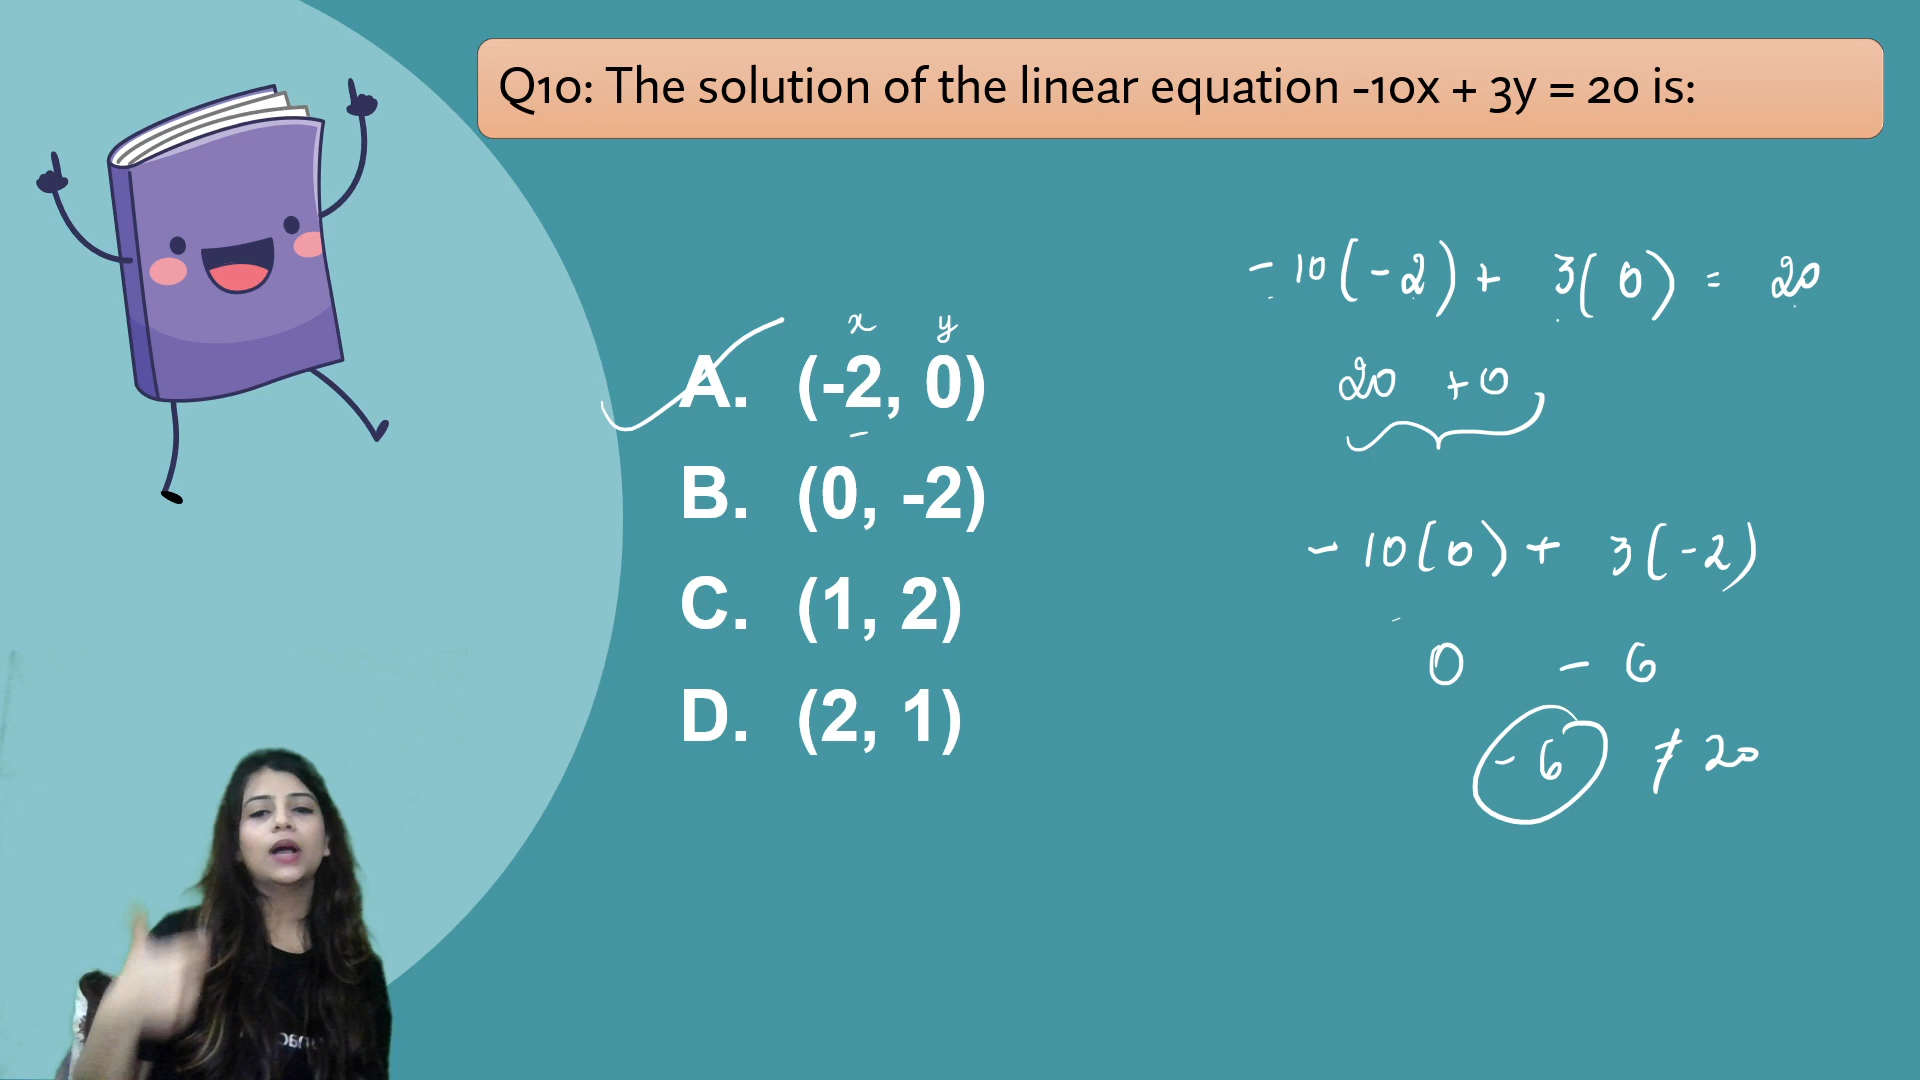 Q10: The solution of the linear equation -10x + 3y = 20 is:
x y
A. (-2, 0)
B. (0, -2)
C. (1, 2)
D. (2, 1)
- 10 (-2) + 3(0) = 20
20 + 0
- 10(0) + 3(-2)
0 - 6
- 6 ≠ 20